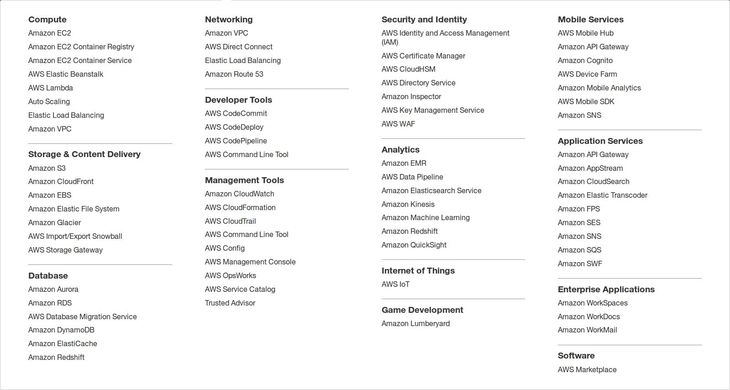 Compute
Amazon EC2
Amazon EC2 Container Registry
Amazon EC2 Container Service
AWS Elastic Beanstalk
AWS Lambda
Auto Scaling
Elastic Load Balancing
Amazon VPC
Storage & Content Delivery
Amazon S3
Amazon CloudFront
Amazon EBS
Amazon Elastic File System
Amazon Glacier
AWS Import/Export Snowball
AWS Storage Gateway
Database
Amazon Aurora
Amazon RDS
AWS Database Migration Service
Amazon DynamoDB
Amazon ElastiCache
Amazon Redshift
Networking
Amazon VPC
AWS Direct Connect
Elastic Load Balancing
Amazon Route 53
Developer Tools
AWS CodeCommit
AWS CodeDeploy
AWS CodePipeline
AWS Command Line Tool
Management Tools
Amazon CloudWatch
AWS CloudFormation
AWS CloudTrail
AWS Command Line Tool
AWS Config
AWS Management Console
AWS OpsWorks
AWS Service Catalog
Trusted Advisor
Security and Identity
AWS Identity and Access Management
(IAM)
AWS Certificate Manager
AWS CloudHSM
AWS Directory Service
Amazon Inspector
AWS Key Management Service
AWS WAF
Analytics
Amazon EMR
AWS Data Pipeline
Amazon Elasticsearch Service
Amazon Kinesis
Amazon Machine Learning
Amazon Redshift
Amazon QuickSight
Internet of Things
AWS IoT
Game Development
Amazon Lumberyard
Mobile Services
AWS Mobile Hub
Amazon API Gateway
Amazon Cognito
AWS Device Farm
Amazon Mobile Analytics
AWS Mobile SDK
Amazon SNS
Application Services
Amazon API Gateway
Amazon AppStream
Amazon CloudSearch
Amazon Elastic Transcoder
Amazon FPS
Amazon SES
Amazon SNS
Amazon SQS
Amazon SWF
Enterprise Applications
Amazon WorkSpaces
Amazon WorkDocs
Amazon WorkMail
Software
AWS Marketplace